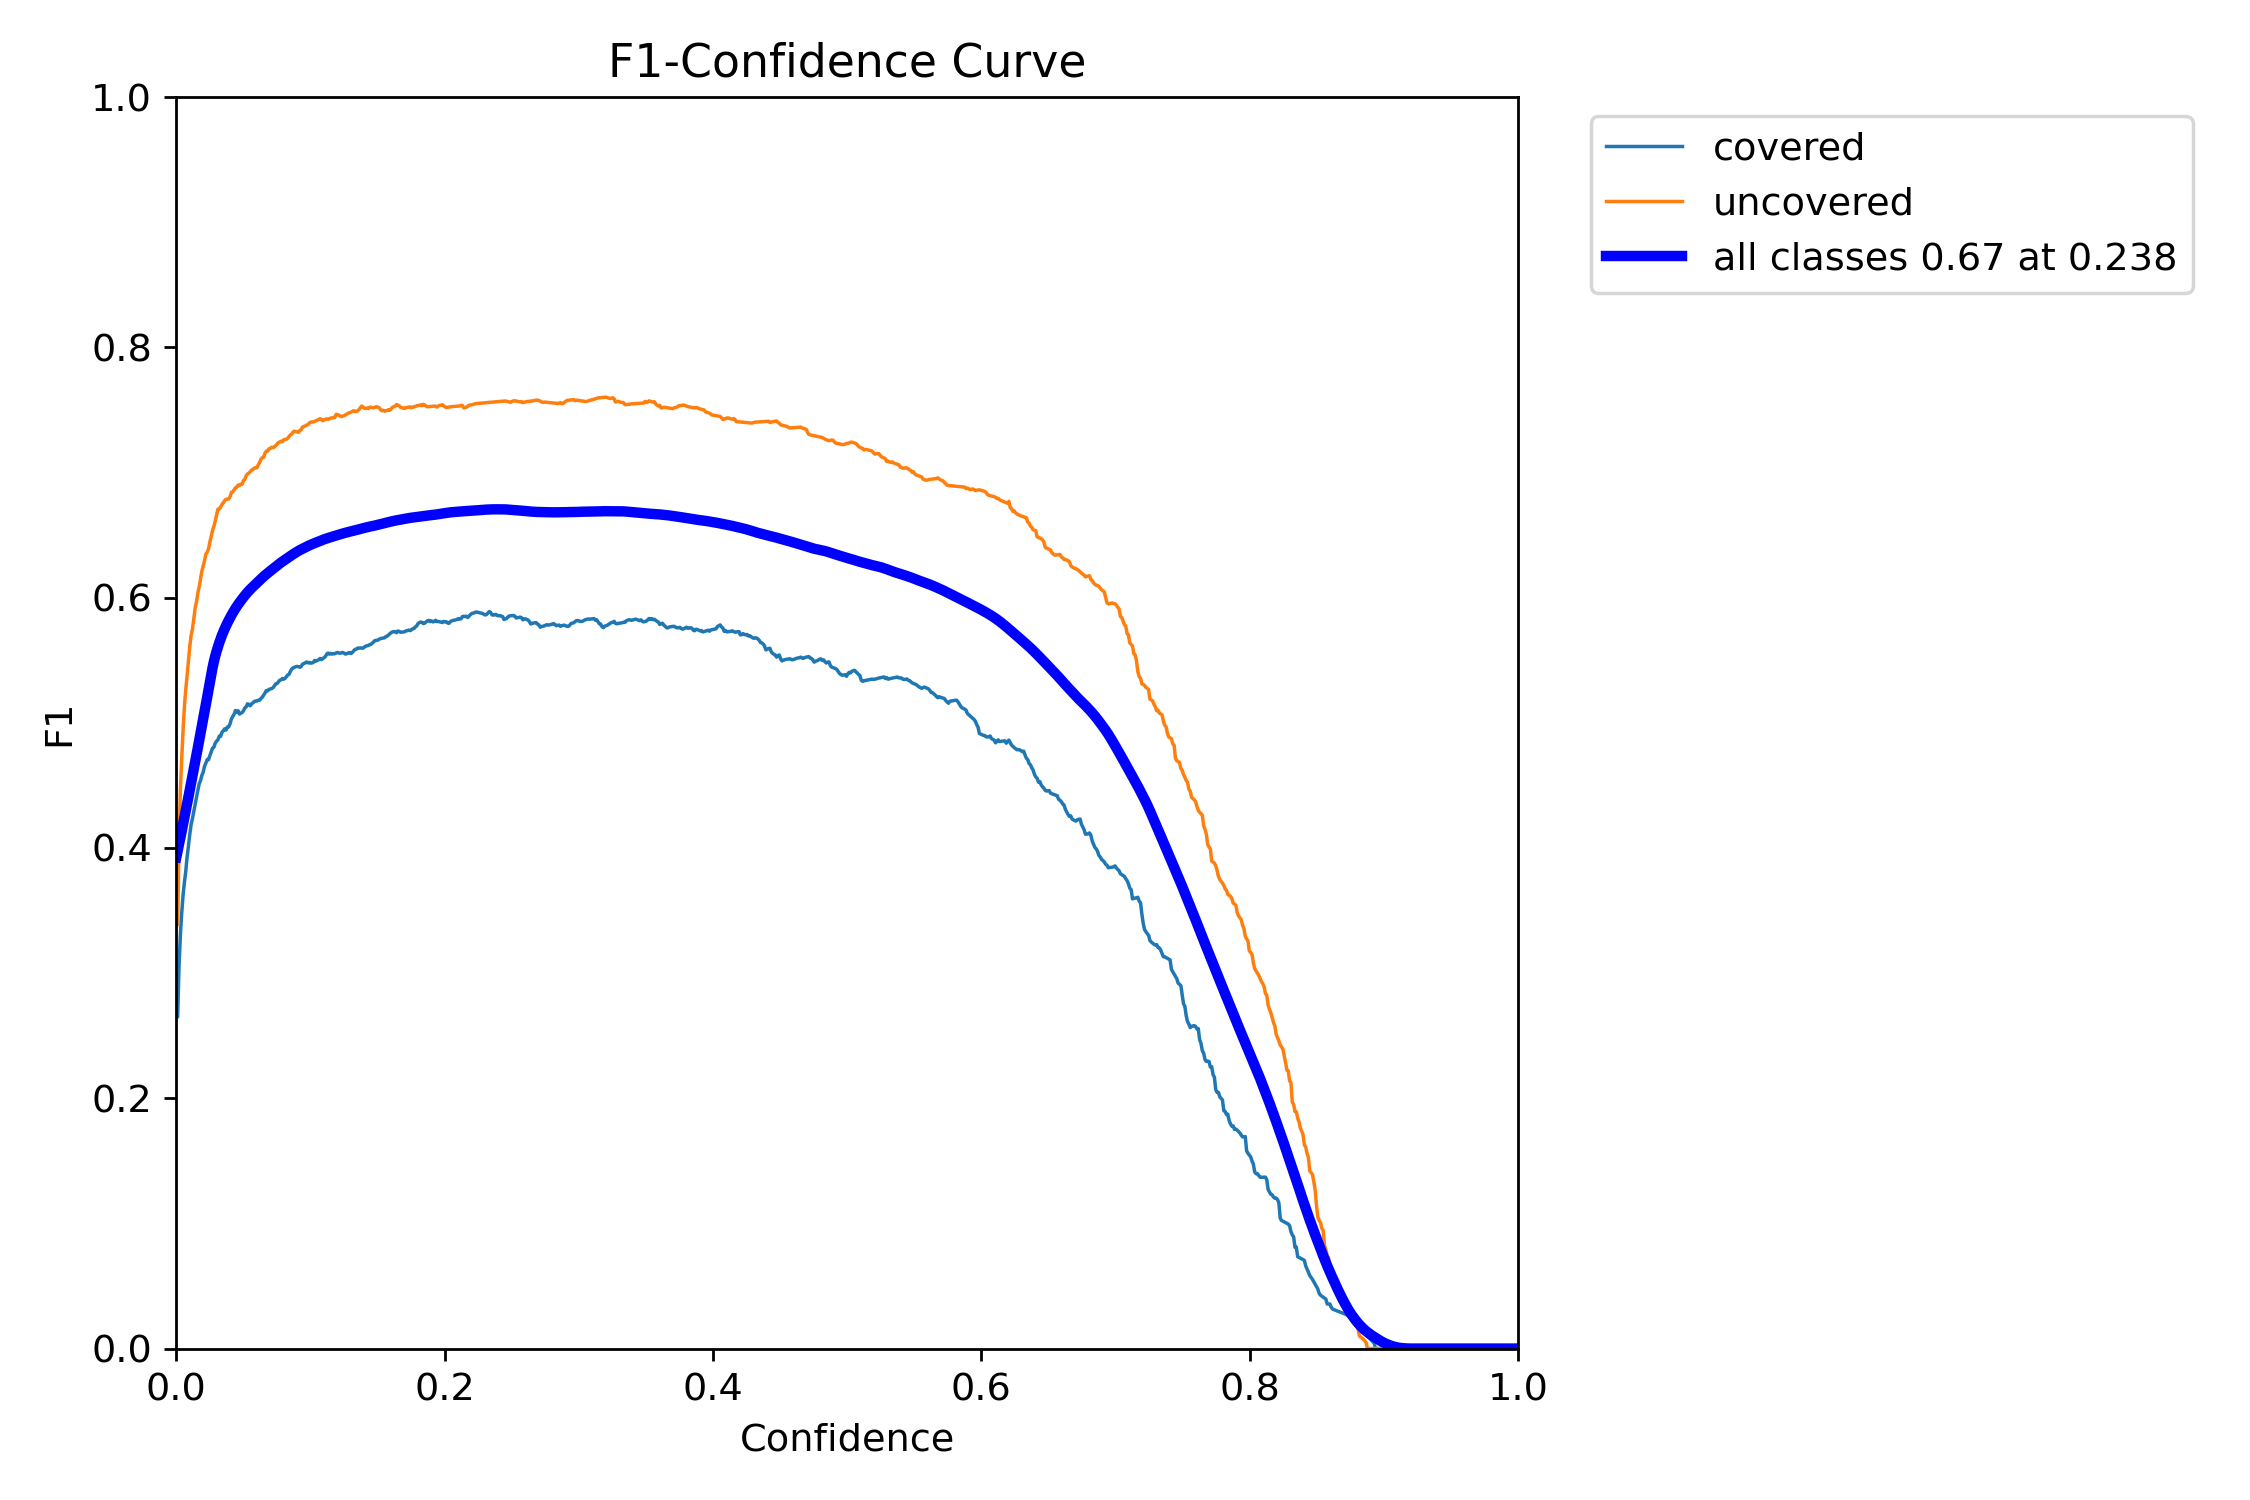 F1-Confidence Curve
1.0
0.8
0.6
0.4
0.2
0.0
F1
0.0 0.2 0.4 0.6 0.8 1.0
Confidence
covered
uncovered
all classes 0.67 at 0.238